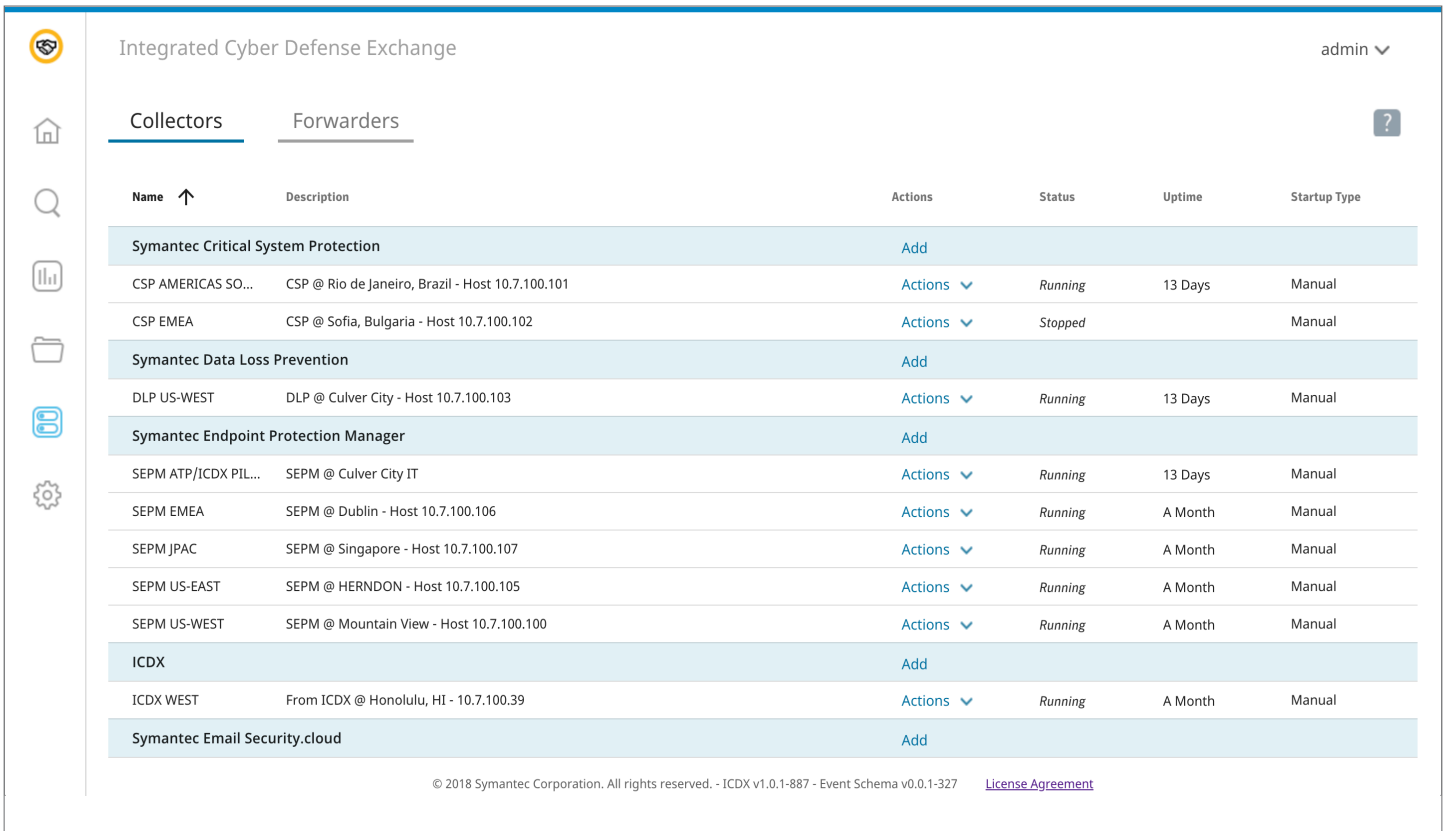 Integrated Cyber Defense Exchange admin
Collectors Forwarders ?
Name Description Actions Status Uptime Startup Type
Symantec Critical System Protection Add
CSP AMERICAS SO... CSP @ Rio de Janeiro, Brazil - Host 10.7.100.101 Actions Running 13 Days Manual
CSP EMEA CSP @ Sofia, Bulgaria - Host 10.7.100.102 Actions Stopped Manual
Symantec Data Loss Prevention Add
DLP US-WEST DLP @ Culver City - Host 10.7.100.103 Actions Running 13 Days Manual
Symantec Endpoint Protection Manager Add
SEPM ATP/ICDX PIL... SEPM @ Culver City IT Actions Running 13 Days Manual
SEPM EMEA SEPM @ Dublin - Host 10.7.100.106 Actions Running A Month Manual
SEPM JPAC SEPM @ Singapore - Host 10.7.100.107 Actions Running A Month Manual
SEPM US-EAST SEPM @ HERNDON - Host 10.7.100.105 Actions Running A Month Manual
SEPM US-WEST SEPM @ Mountain View - Host 10.7.100.100 Actions Running A Month Manual
ICDX Add
ICDX WEST From ICDX @ Honolulu, HI - 10.7.100.39 Actions Running A Month Manual
Symantec Email Security.cloud Add
© 2018 Symantec Corporation. All rights reserved. - ICDX v1.0.1-887 - Event Schema v0.0.1-327 License Agreement